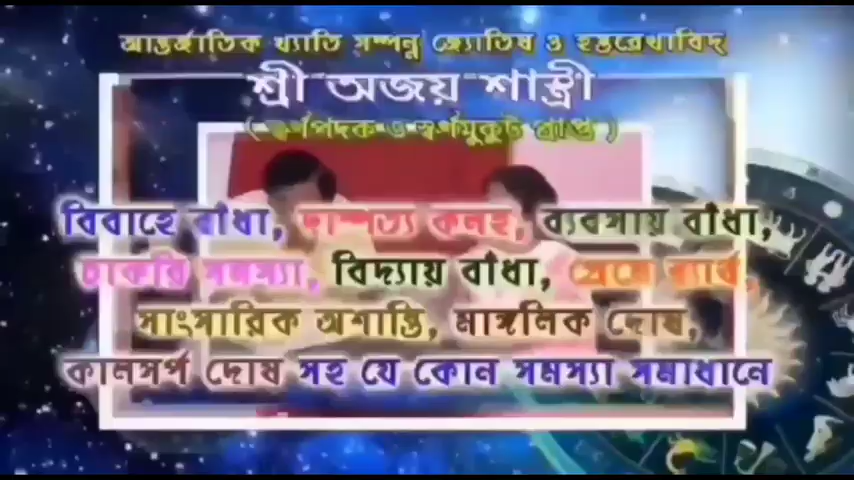 আন্তর্জাতিক খ্যাতি সম্পন্ন জ্যোতিষ ও হস্তরেখাবিদ্
শ্রী অজয় শাস্ত্রী
( স্বর্ণপদক ও স্বর্ণমুকুট প্রাপ্ত )
বিবাহে বাঁধা, দাম্পত্য কলহ, ব্যবসায় বাঁধা,
চাকরি সমস্যা, বিদ্যায় বাঁধা, প্রেমে ব্যার্থ,
সাংসারিক অশান্তি, মাঙ্গলিক দোষ,
কালসর্প দোষ সহ যে কোন সমস্যা সমাধানে